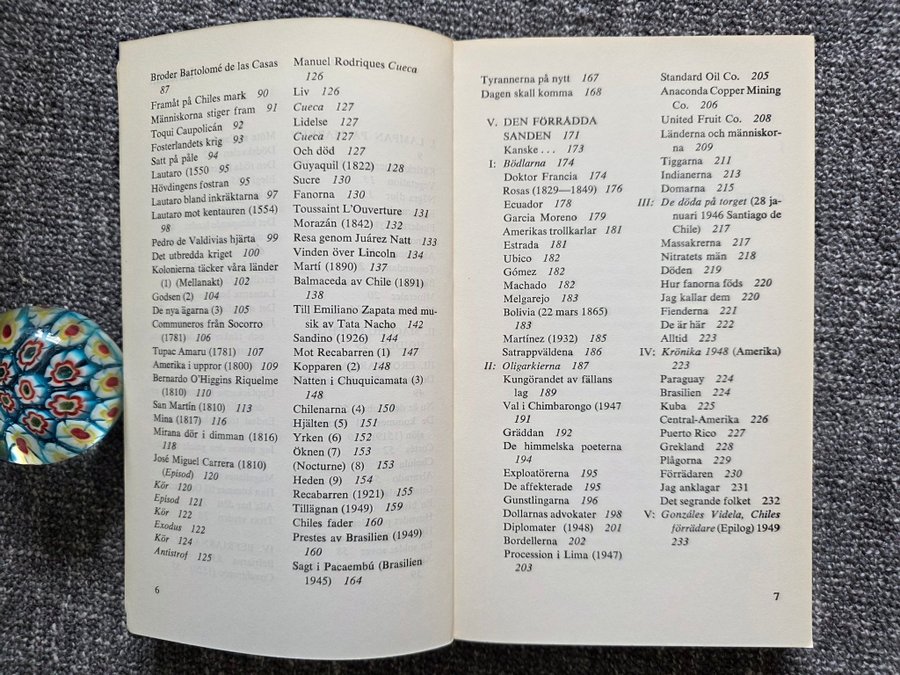 Broder Bartolomé de las Casas
87
Framåt på Chiles mark 90
Människorna stiger fram 91
Toqui Caupolicán 92
Fosterlandets krig 93
Satt på påle 94
Lautaro (1550 95
Hövdingens fostran 95
Lautaro bland inkräktarna 97
Lautaro mot kentauren (1554)
98
Pedro de Valdivias hjärta 99
Det utbredda kriget 100
Kolonierna täcker våra länder
(1) (Mellanakt) 102
Godsen (2) 104
De nya ägarna (3) 105
Communeros från Socorro
(1781) 106
Tupac Amaru (1781) 107
Amerika i uppror (1800) 109
Bernardo O'Higgins Riquelme
(1810) 110
San Martín (1810) 113
Mina (1817) 116
Mirana dör i dimman (1816)
118
José Miguel Carrera (1810)
(Episod) 120
Kör 120
Episod 121
Kör 122
Exodus 122
Kör 124
Antistrof 125
6
Manuel Rodriques Cueca
126
Liv 126
Cueca 127
Lidelse 127
Cueca 127
Och död 127
Guyaquil (1822) 128
Sucre 130
Fanorna 130
Toussaint L'Ouverture 131
Morazán (1842) 132
Resa genom Juárez Natt 133
Vinden över Lincoln 134
Martí (1890) 137
Balmaceda av Chile (1891)
138
Till Emiliano Zapata med mu-
sik av Tata Nacho 142
Sandino (1926) 144
Mot Recabarren (1) 147
Kopparen (2) 148
Natten i Chuquicamata (3)
148
Chilenarna (4) 150
Hjälten (5) 151
Yrken (6) 152
Öknen (7) 153
(Nocturne) (8) 153
Heden (9) 154
Recabarren (1921) 155
Tillägnan (1949) 159
Chiles fader 160
Prestes av Brasilien (1949)
160
Sagt i Pacaembú (Brasilien
1945) 164
Tyrannerna på nytt 167
Dagen skall komma 168
V. DEN FÖRRÅDDA
SANDEN 171
Kanske . . . 173
I: Bödlarna 174
Doktor Francia 174
Rosas (1829—1849) 176
Ecuador 178
Garcia Moreno 179
Amerikas trollkarlar 181
Estrada 181
Ubico 182
Gómez 182
Machado 182
Melgarejo 183
Bolivia (22 mars 1865)
183
Martínez (1932) 185
Satrappväldena 186
II: Oligarkierna 187
Kungörandet av fällans
lag 189
Val i Chimbarongo (1947
191
Gräddan 192
De himmelska poeterna
194
Exploatörerna 195
De affekterade 195
Gunstlingarna 196
Dollarnas advokater 198
Diplomater (1948) 201
Bordellerna 202
Procession i Lima (1947)
203
Standard Oil Co. 205
Anaconda Copper Mining
Co. 206
United Fruit Co. 208
Länderna och människor-
na 209
Tiggarna 211
Indianerna 213
Domarna 215
III: De döda på torget (28 ja-
nuari 1946 Santiago de
Chile) 217
Massakrerna 217
Nitratets män 218
Döden 219
Hur fanorna föds 220
Jag kallar dem 220
Fienderna 221
De är här 222
Alltid 223
IV: Krönika 1948 (Amerika)
223
Paraguay 224
Brasilien 224
Kuba 225
Central-Amerika 226
Puerto Rico 227
Grekland 228
Plågorna 229
Förrädaren 230
Jag anklagar 231
Det segrande folket 232
V: Gonzáles Videla, Chiles
förrädare (Epilog) 1949
233
7